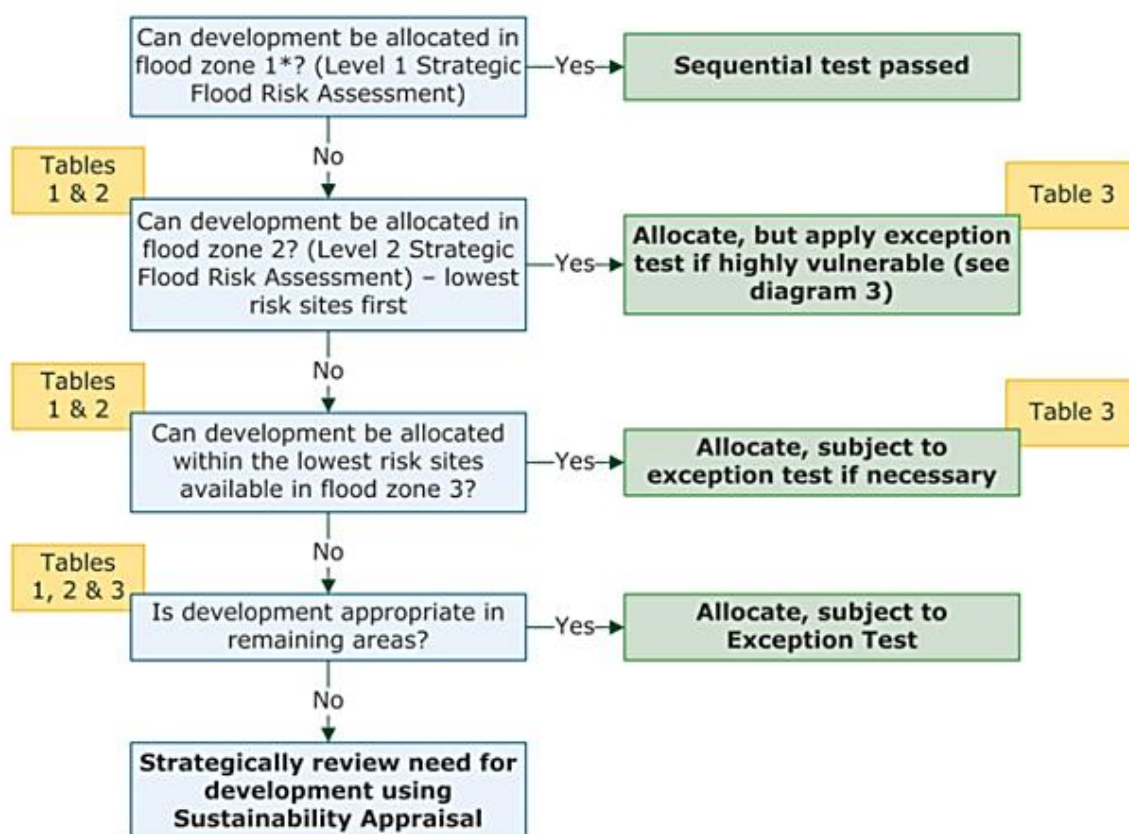 Can development be allocated in
flood zone 1*? (Level 1 Strategic
Flood Risk Assessment)
Yes
Sequential test passed
No
Tables
1 & 2
Can development be allocated in
flood zone 2? (Level 2 Strategic
Flood Risk Assessment) – lowest
risk sites first
Yes
Allocate, but apply exception
test if highly vulnerable (see
diagram 3)
Table 3
No
Tables
1 & 2
Can development be allocated
within the lowest risk sites
available in flood zone 3?
Yes
Allocate, subject to
exception test if necessary
Table 3
No
Tables
1, 2 & 3
Is development appropriate in
remaining areas?
Yes
Allocate, subject to
Exception Test
No
Strategically review need for
development using
Sustainability Appraisal